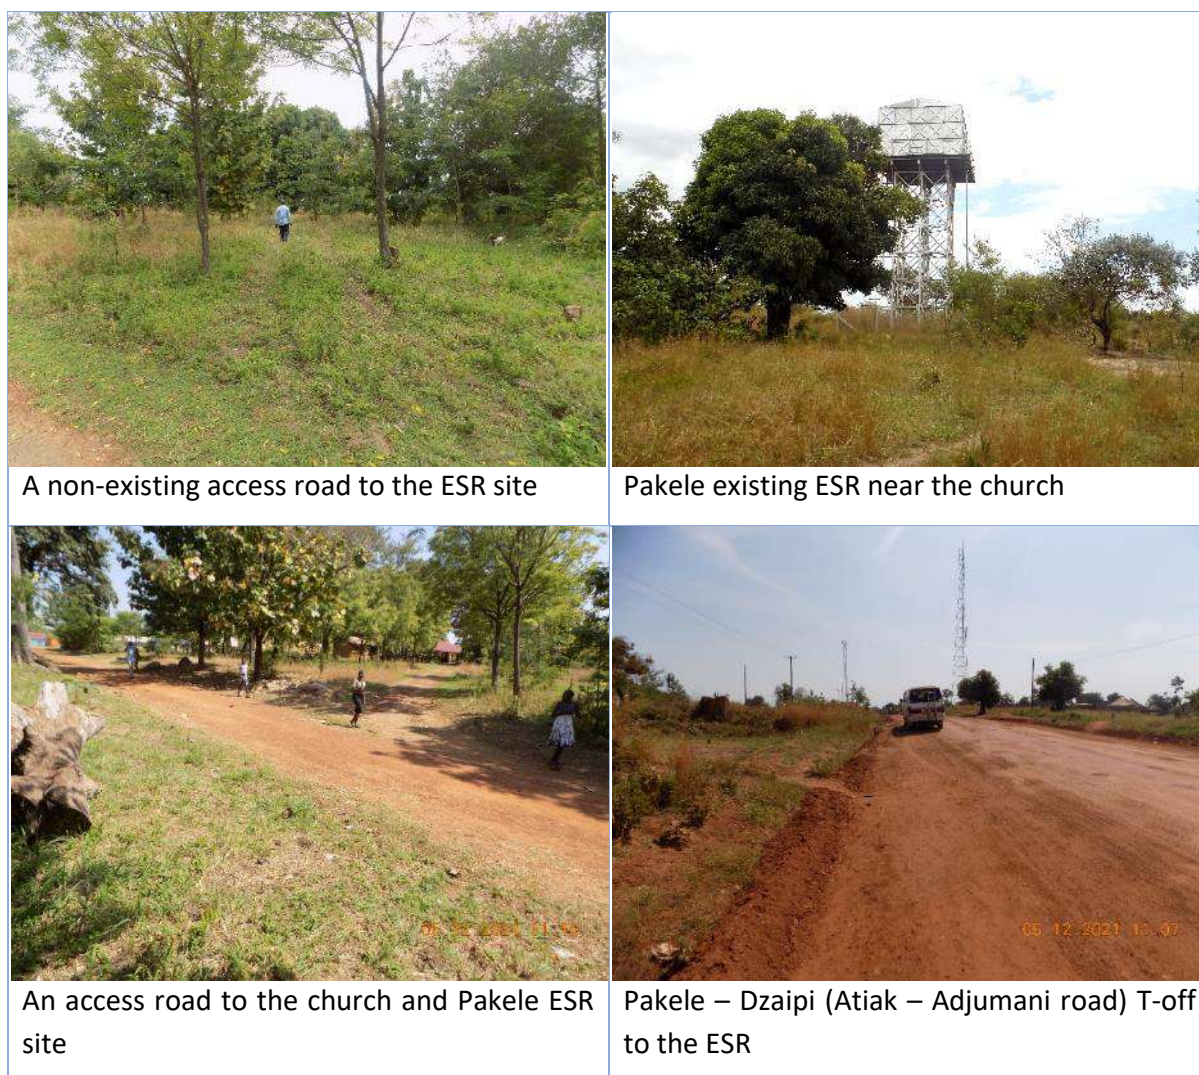 A non-existing access road to the ESR site
Pakele existing ESR near the church
An access road to the church and Pakele ESR
site
05 12 2021
Pakele – Dzaipi (Atiak – Adjumani road) T-off
to the ESR